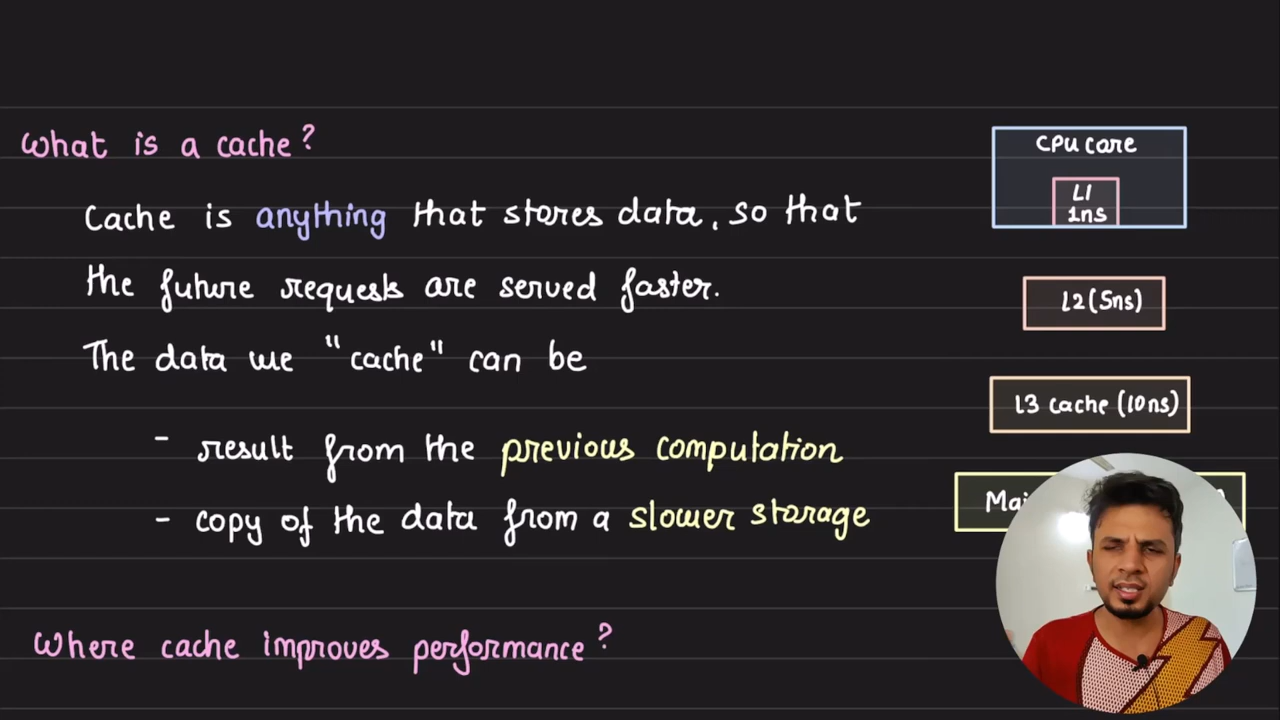 What is a cache?
Cache is anything that stores data, so that
the future requests are served faster.
The data we "cache" can be
- result from the previous computation
- copy of the data from a slower storage
Where cache improves performance?
CPU core
L1
1ns
L2 (5ns)
L3 cache (10ns)